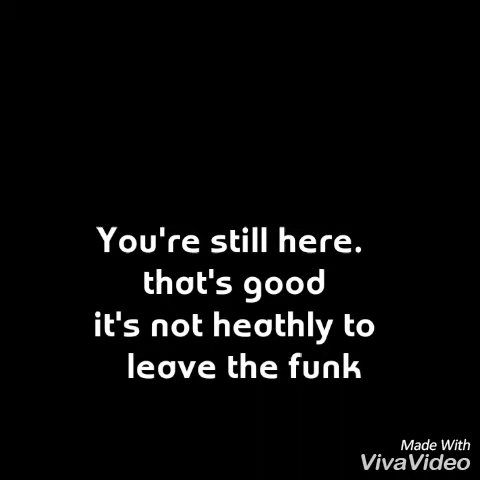 You're still here.
that's good
it's not heathly to
leave the funk
Made With
VivaVideo